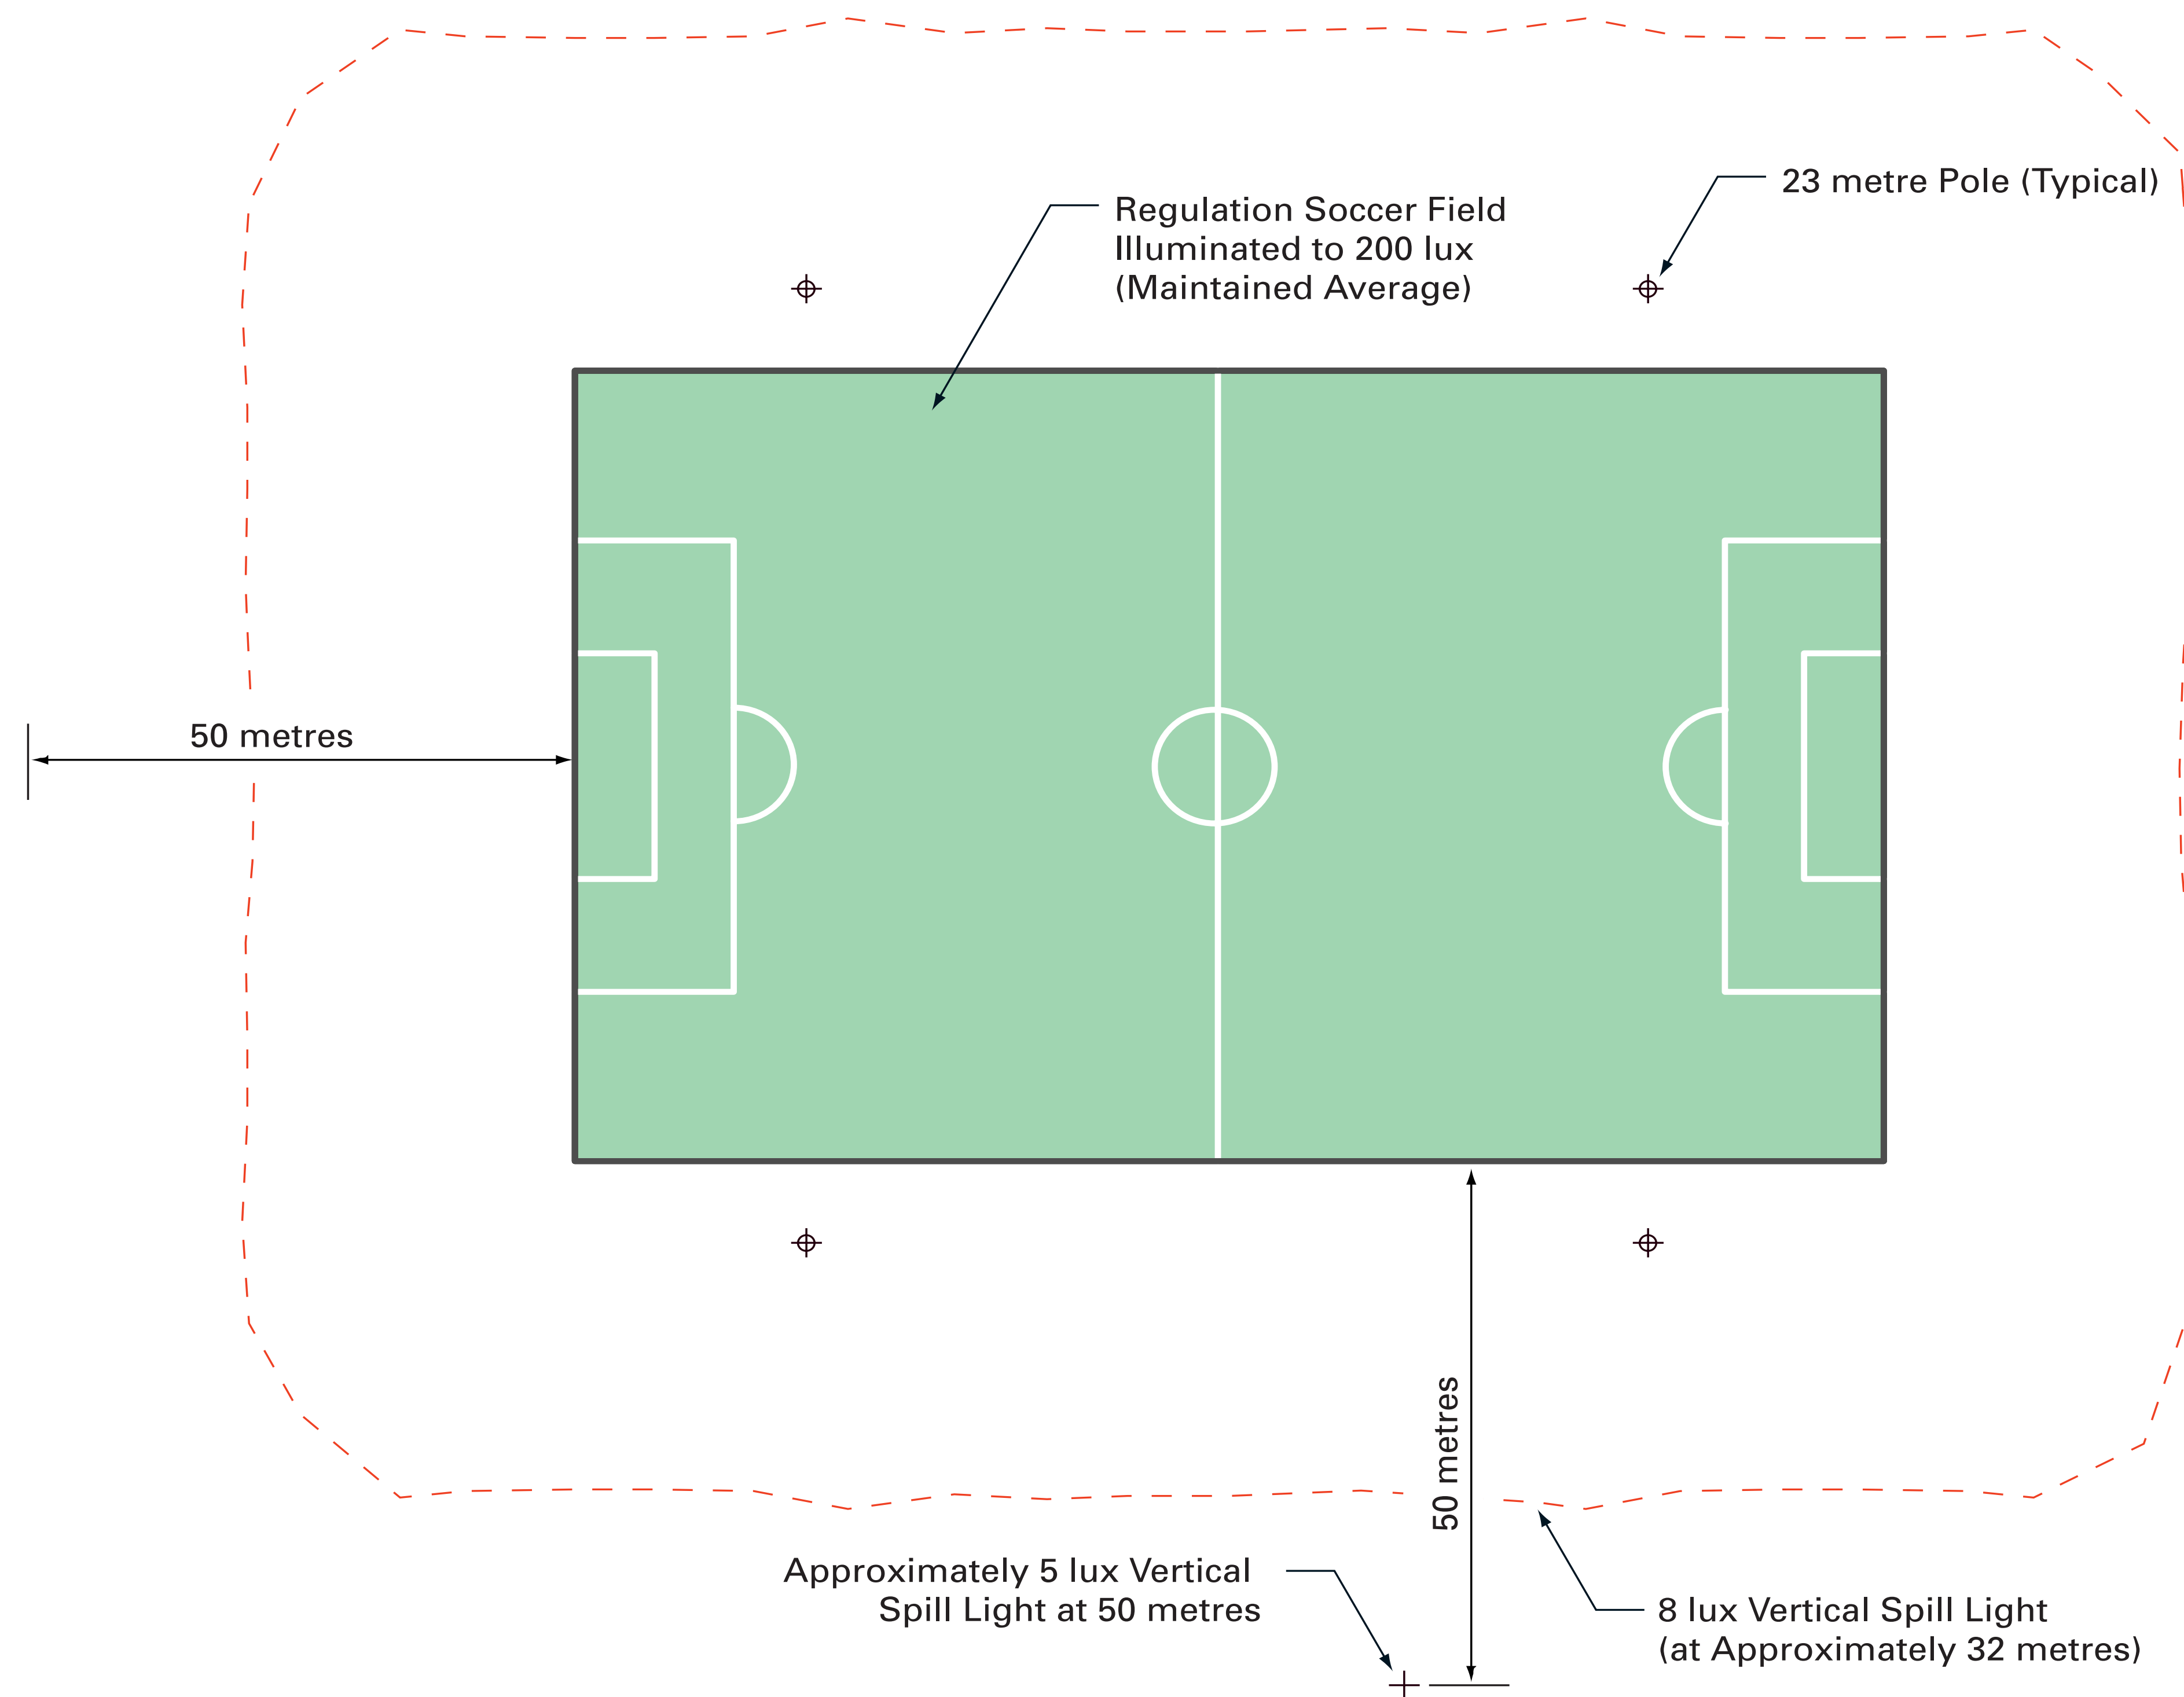 23 metre Pole (Typical)
Regulation Soccer Field
Illuminated to 200 lux
(Maintained Average)
50 metres
50 metres
Approximately 5 lux Vertical
Spill Light at 50 metres
8 lux Vertical Spill Light
(at Approximately 32 metres)